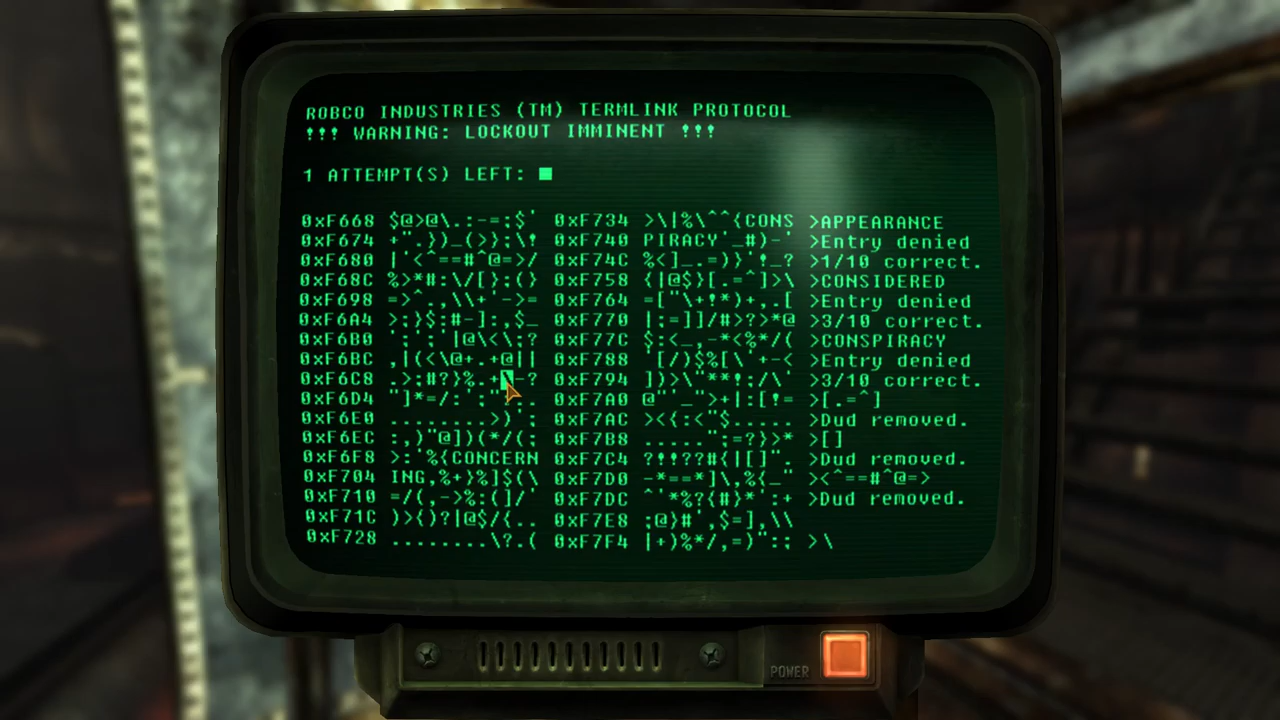 ROBCO INDUSTRIES (TM) TERMLINK PROTOCOL
!!! WARNING: LOCKOUT IMMINENT !!!
1 ATTEMPT(S) LEFT: ■
0xF668 $@>@\.:-=;$' 0xF734 >\|%\^^{CONS >APPEARANCE
0xF674 +".})_(>};\! 0xF740 PIRACY'_#)-' >Entry denied
0xF680 |'<^==#^@=>/ 0xF74C %<]_.=)}'!_? >1/10 correct.
0xF68C %>*#:\/[};(} 0xF758 {|@$}[.=^]>\ >CONSIDERED
0xF698 =>^.,\\+'->= 0xF764 =["\+!*)+,.[ >Entry denied
0xF6A4 >;}$;#-]:,$_ 0xF770 |;=]]/#>?>*@ >3/10 correct.
0xF6B0 ':':'|@\<\;? 0xF77C $:<_,-*<%*/( >CONSPIRACY
0xF6BC ,|(<\@+.+@|| 0xF788 '[/)$%[\'+-< >Entry denied
0xF6C8 .>;#?}%.+\-? 0xF794 ])>\"**!;/\' >3/10 correct.
0xF6D4 "]*=/:':". . 0xF7A0 @"'_">+|:[!= >[.=^]
0xF6E0 ........>)': 0xF7AC ><{:<"$..... >Dud removed.
0xF6EC :,)"@])(*/(; 0xF7B8 .....";=?}>* >[]
0xF6F8 >:'%{CONCERN 0xF7C4 ?!!??#{|[]". >Dud removed.
0xF704 ING,%+}%]$(\ 0xF7D0 -*==*]\,%{_" ><^==#^@=>
0xF710 =/(,->%:(]/' 0xF7DC ^'*%?{#}*':+ >Dud removed.
0xF71C )>{)?|@$/{.. 0xF7E8 ;@}#',$=],\\
0xF728 ........\?.( 0xF7F4 |+)%*/,=)":; >\
POWER